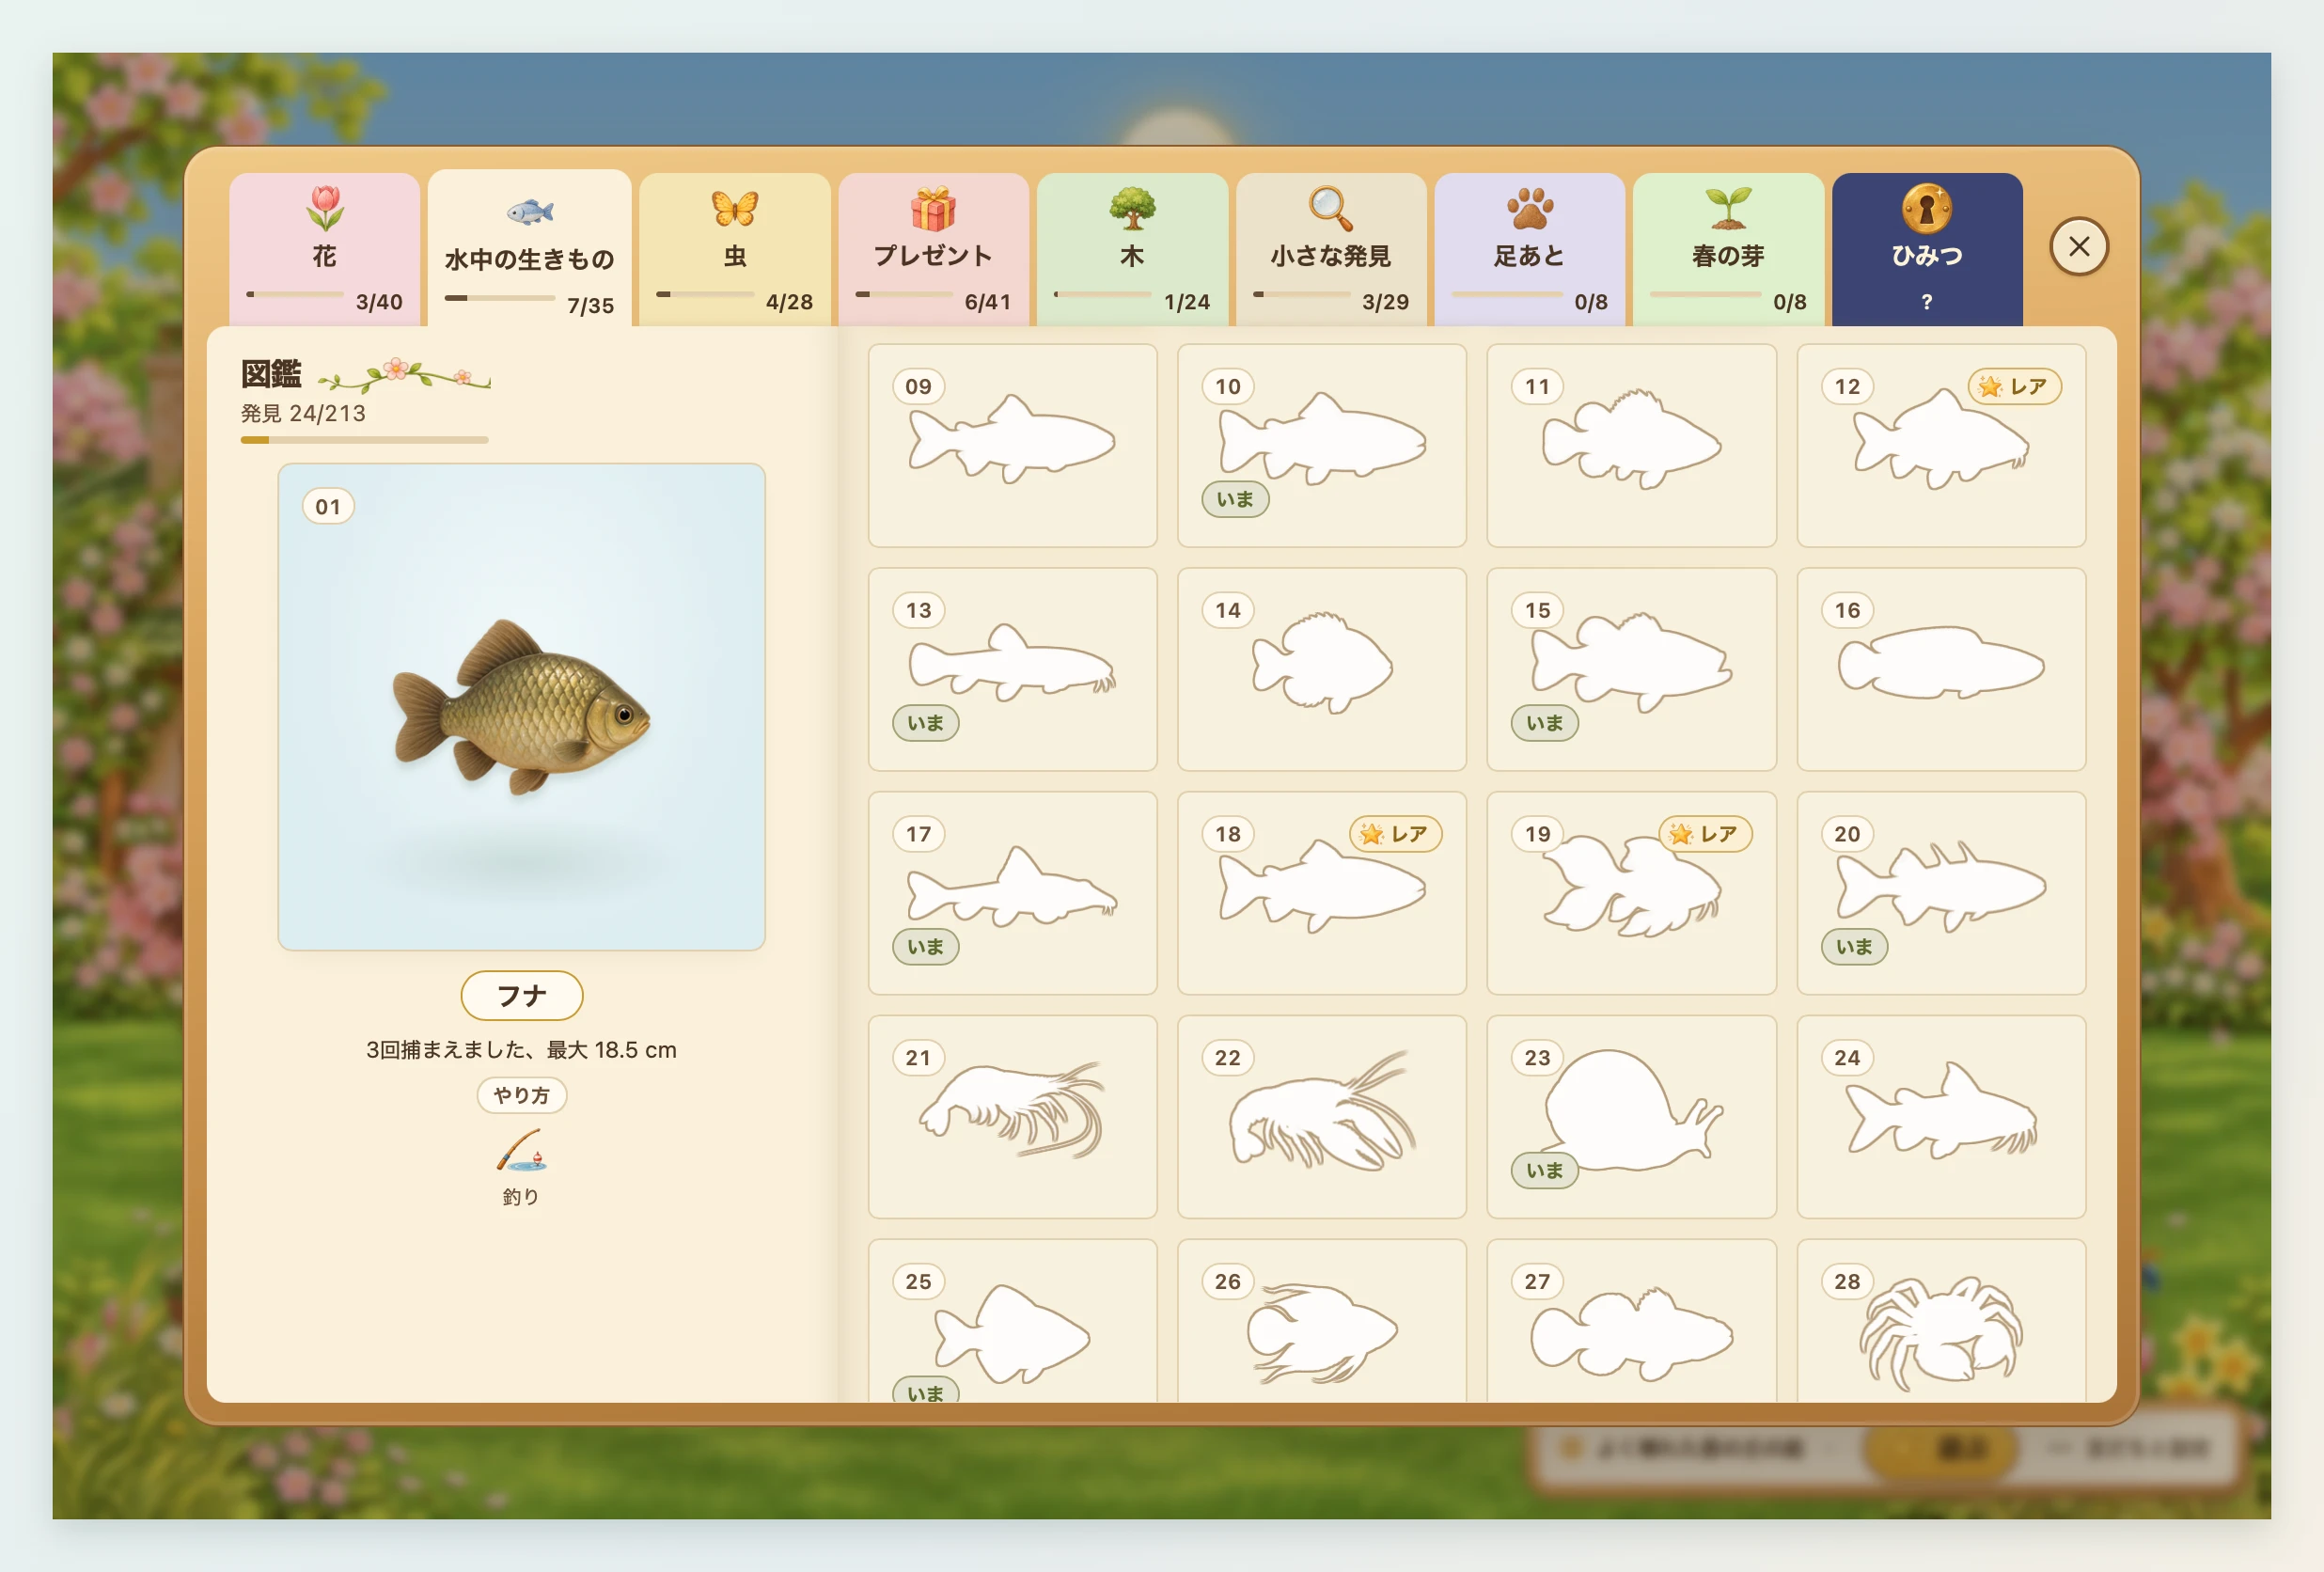 花
3/40
水中の生きもの
7/35
虫
4/28
プレゼント
6/41
木
1/24
小さな発見
3/29
足あと
0/8
春の芽
0/8
ひみつ
?
図鑑
発見 24/213
01
フナ
3回捕まえました、最大 18.5 cm
やり方
釣り
09
10
いま
11
12
レア
13
いま
14
15
いま
16
17
いま
18
レア
19
レア
20
いま
21
22
23
いま
24
25
いま
26
27
28